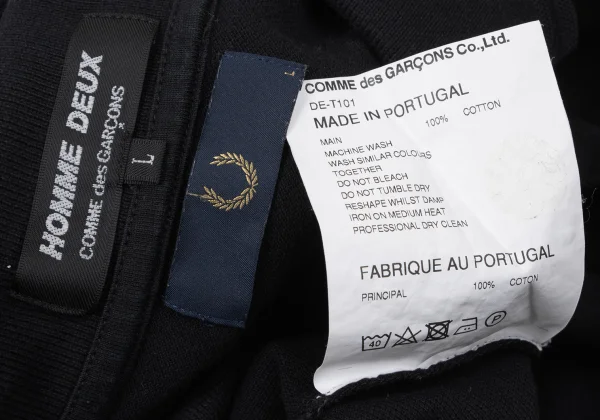 HOMME DEUX
COMME des GARÇONS
L
L
COMME des GARÇONS Co.,Ltd.
DE-T101
MADE IN PORTUGAL
100% COTTON
MAIN
MACHINE WASH
WASH SIMILAR COLOURS
TOGETHER
DO NOT BLEACH
DO NOT TUMBLE DRY
RESHAPE WHILST DAMP
IRON ON MEDIUM HEAT
PROFESSIONAL DRY CLEAN
FABRIQUE AU PORTUGAL
PRINCIPAL 100% COTON
40 P